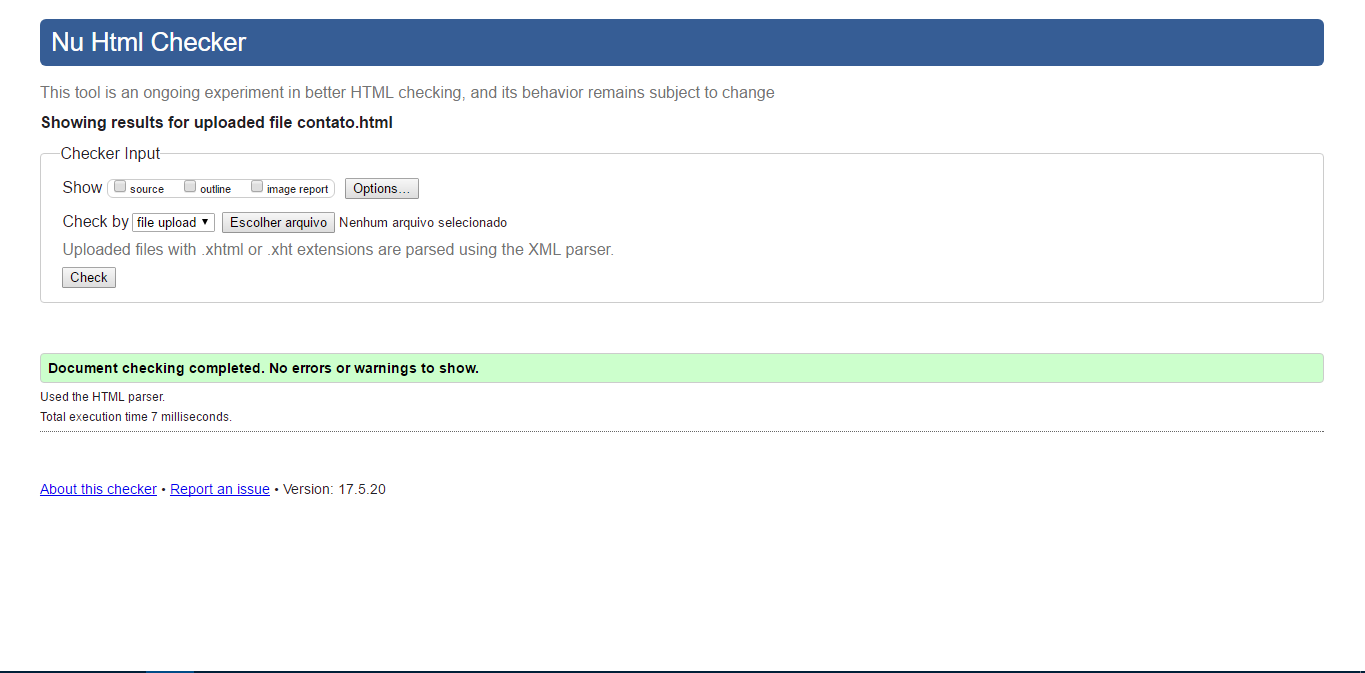 Nu Html Checker
This tool is an ongoing experiment in better HTML checking, and its behavior remains subject to change
Showing results for uploaded file contato.html
Checker Input
Show source outline image report Options...
Check by file upload ▼ Escolher arquivo Nenhum arquivo selecionado
Uploaded files with .xhtml or .xht extensions are parsed using the XML parser.
Check
Document checking completed. No errors or warnings to show.
Used the HTML parser.
Total execution time 7 milliseconds.
About this checker • Report an issue • Version: 17.5.20